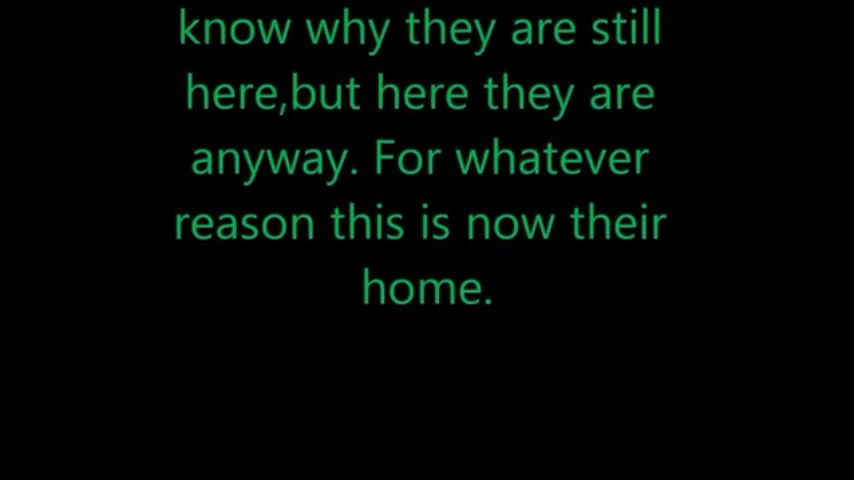 know why they are still
here,but here they are
anyway. For whatever
reason this is now their
home.